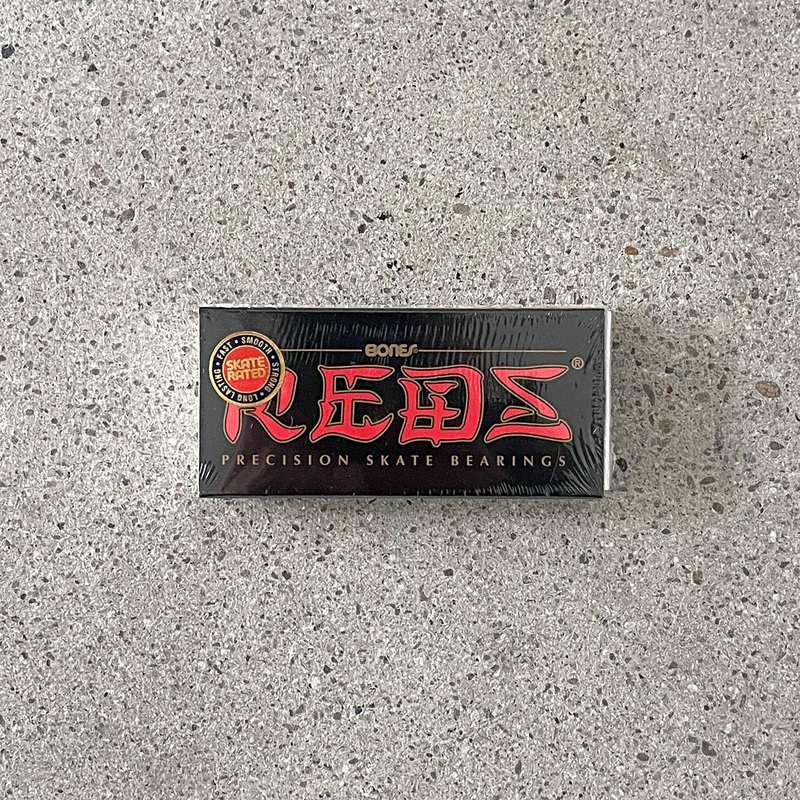 BONES
REDS®
PRECISION SKATE BEARINGS
SKATE
RATED
FAST • SMOOTH • STRONG • LONG LASTING •